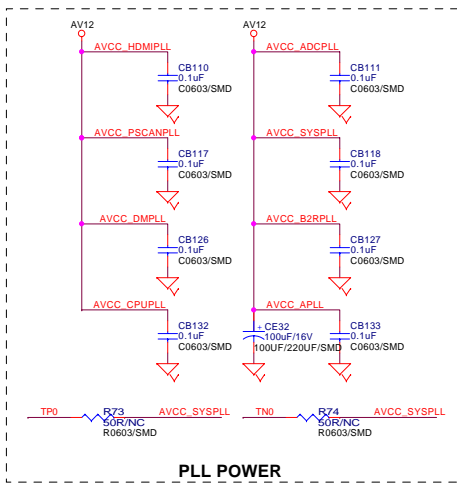 AV12
AVCC_HDMIPLL
CB110
0.1uF
C0603/SMD
AVCC_PSCANPLL
CB117
0.1uF
C0603/SMD
AVCC_DMPLL
CB126
0.1uF
C0603/SMD
AVCC_CPUPLL
CB132
0.1uF
C0603/SMD
AV12
AVCC_ADCPLL
CB111
0.1uF
C0603/SMD
AVCC_SYSPLL
CB118
0.1uF
C0603/SMD
AVCC_B2RPLL
CB127
0.1uF
C0603/SMD
AVCC_APLL
+ CE32
100uF/16V
100UF/220UF/SMD
CB133
0.1uF
C0603/SMD
TP0
R73
50R/NC
R0603/SMD
AVCC_SYSPLL
TN0
R74
50R/NC
R0603/SMD
AVCC_SYSPLL
PLL POWER